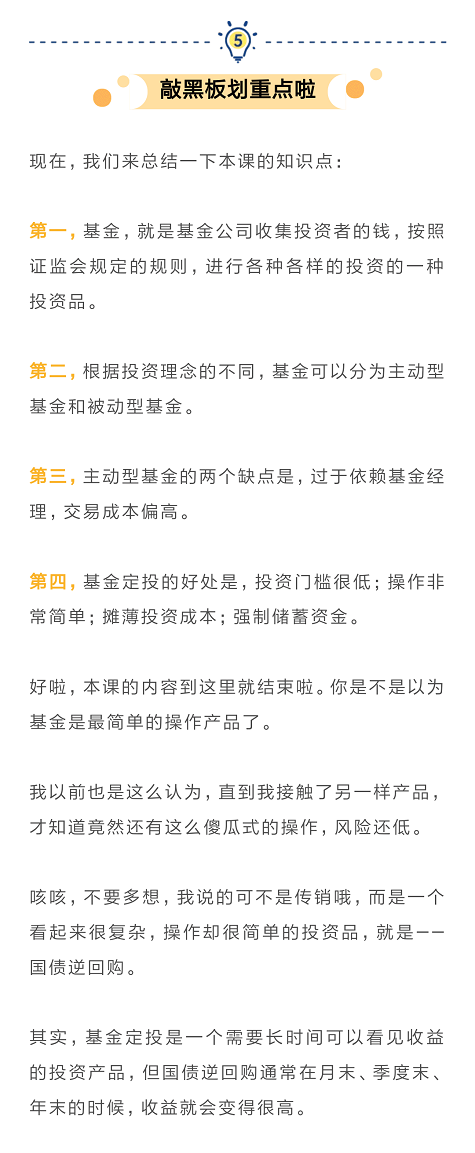 5
敲黑板划重点啦
现在，我们来总结一下本课的知识点：
第一，基金，就是基金公司收集投资者的钱，按照
证监会规定的规则，进行各种各样的投资的一种
投资品。
第二，根据投资理念的不同，基金可以分为主动型
基金和被动型基金。
第三，主动型基金的两个缺点是，过于依赖基金经
理，交易成本偏高。
第四，基金定投的好处是，投资门槛很低；操作非
常简单；摊薄投资成本；强制储蓄资金。
好啦，本课的内容到这里就结束啦。你是不是以为
基金是最简单的操作产品了。
我以前也是这么认为，直到我接触了另一样产品，
才知道竟然还有这么傻瓜式的操作，风险还低。
咳咳，不要多想，我说的可不是传销哦，而是一个
看起来很复杂，操作却很简单的投资品，就是——
国债逆回购。
其实，基金定投是一个需要长时间可以看见收益
的投资产品，但国债逆回购通常在月末、季度末、
年末的时候，收益就会变得很高。